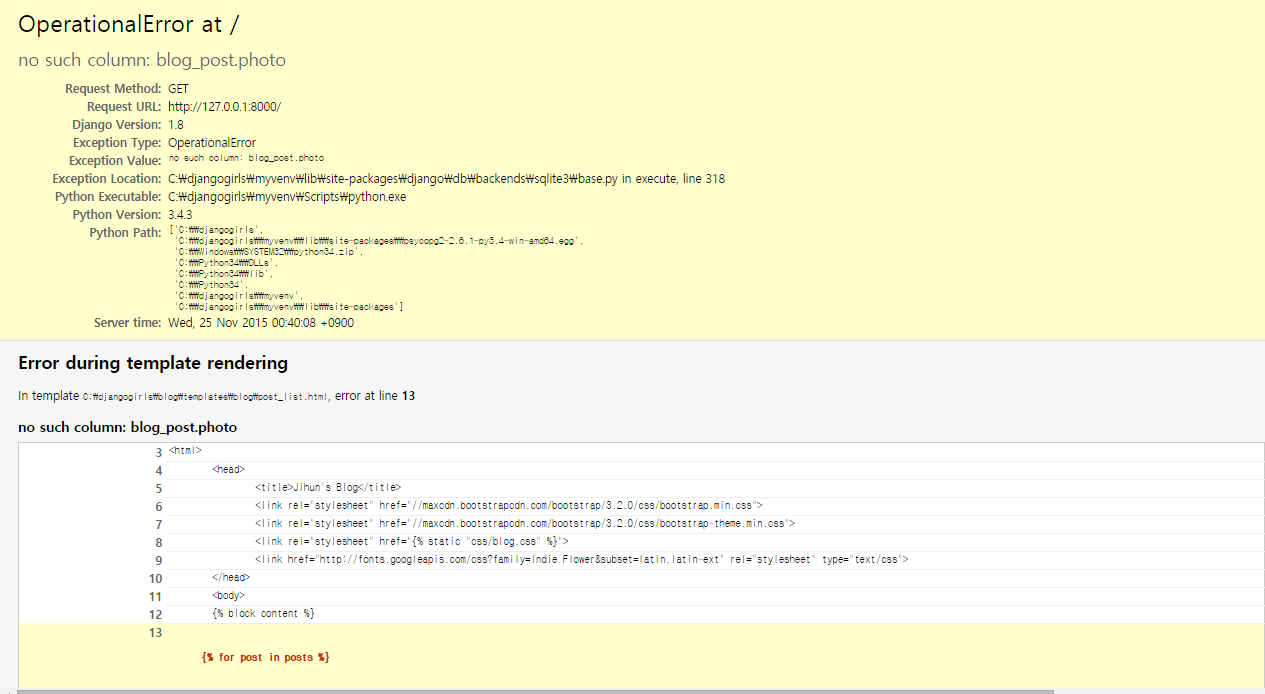 OperationalError at /
no such column: blog_post.photo
Request Method: GET
Request URL: http://127.0.0.1:8000/
Django Version: 1.8
Exception Type: OperationalError
Exception Value: no such column: blog_post.photo
Exception Location: C:₩djangogirls₩myvenv₩lib₩site-packages₩django₩db₩backends₩sqlite3₩base.py in execute, line 318
Python Executable: C:₩djangogirls₩myvenv₩Scripts₩python.exe
Python Version: 3.4.3
Python Path: ['C:₩₩djangogirls',
'C:₩₩djangogirls₩₩myvenv₩₩lib₩₩site-packages₩₩psycopg2-2.6.1-py3.4-win-amd64.egg',
'C:₩₩Windows₩₩SYSTEM32₩₩python34.zip',
'C:₩₩Python34₩₩DLLs',
'C:₩₩Python34₩₩lib',
'C:₩₩Python34',
'C:₩₩djangogirls₩₩myvenv',
'C:₩₩djangogirls₩₩myvenv₩₩lib₩₩site-packages']
Server time: Wed, 25 Nov 2015 00:40:08 +0900
Error during template rendering
In template C:₩djangogirls₩blog₩templates₩blog₩post_list.html, error at line 13
no such column: blog_post.photo
3 <html>
4 <head>
5 <title>Jihun's Blog</title>
6 <link rel="stylesheet" href="//maxcdn.bootstrapcdn.com/bootstrap/3.2.0/css/bootstrap.min.css">
7 <link rel="stylesheet" href="//maxcdn.bootstrapcdn.com/bootstrap/3.2.0/css/bootstrap-theme.min.css">
8 <link rel="stylesheet" href="{% static "css/blog.css" %}">
9 <link href="http://fonts.googleapis.com/css?family=Indie Flower&subset=latin,latin-ext" rel="stylesheet" type="text/css">
10 </head>
11 <body>
12 {% block content %}
13
{% for post in posts %}